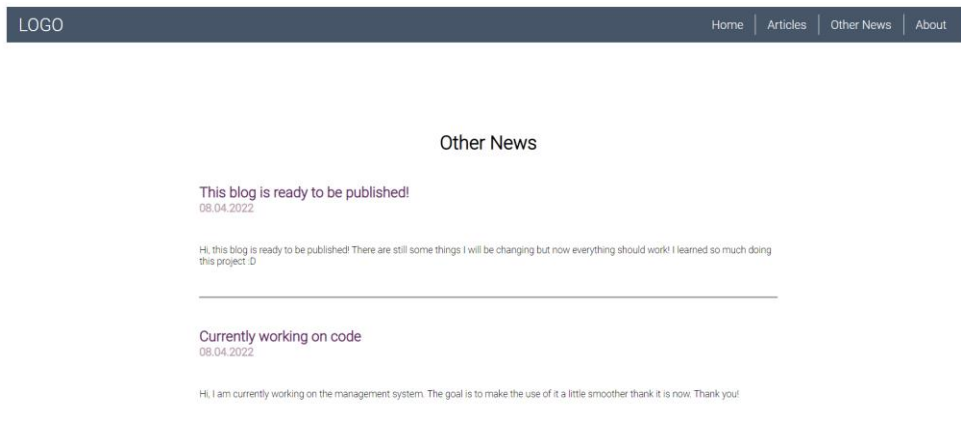 LOGO
Home
Articles
Other News
About
Other News
This blog is ready to be published!
08.04.2022
Hi, this blog is ready to be published! There are still some things I will be changing but now everything should work! I learned so much doing
this project :D
Currently working on code
08.04.2022
Hi, I am currently working on the management system. The goal is to make the use of it a little smoother thank it is now. Thank you!